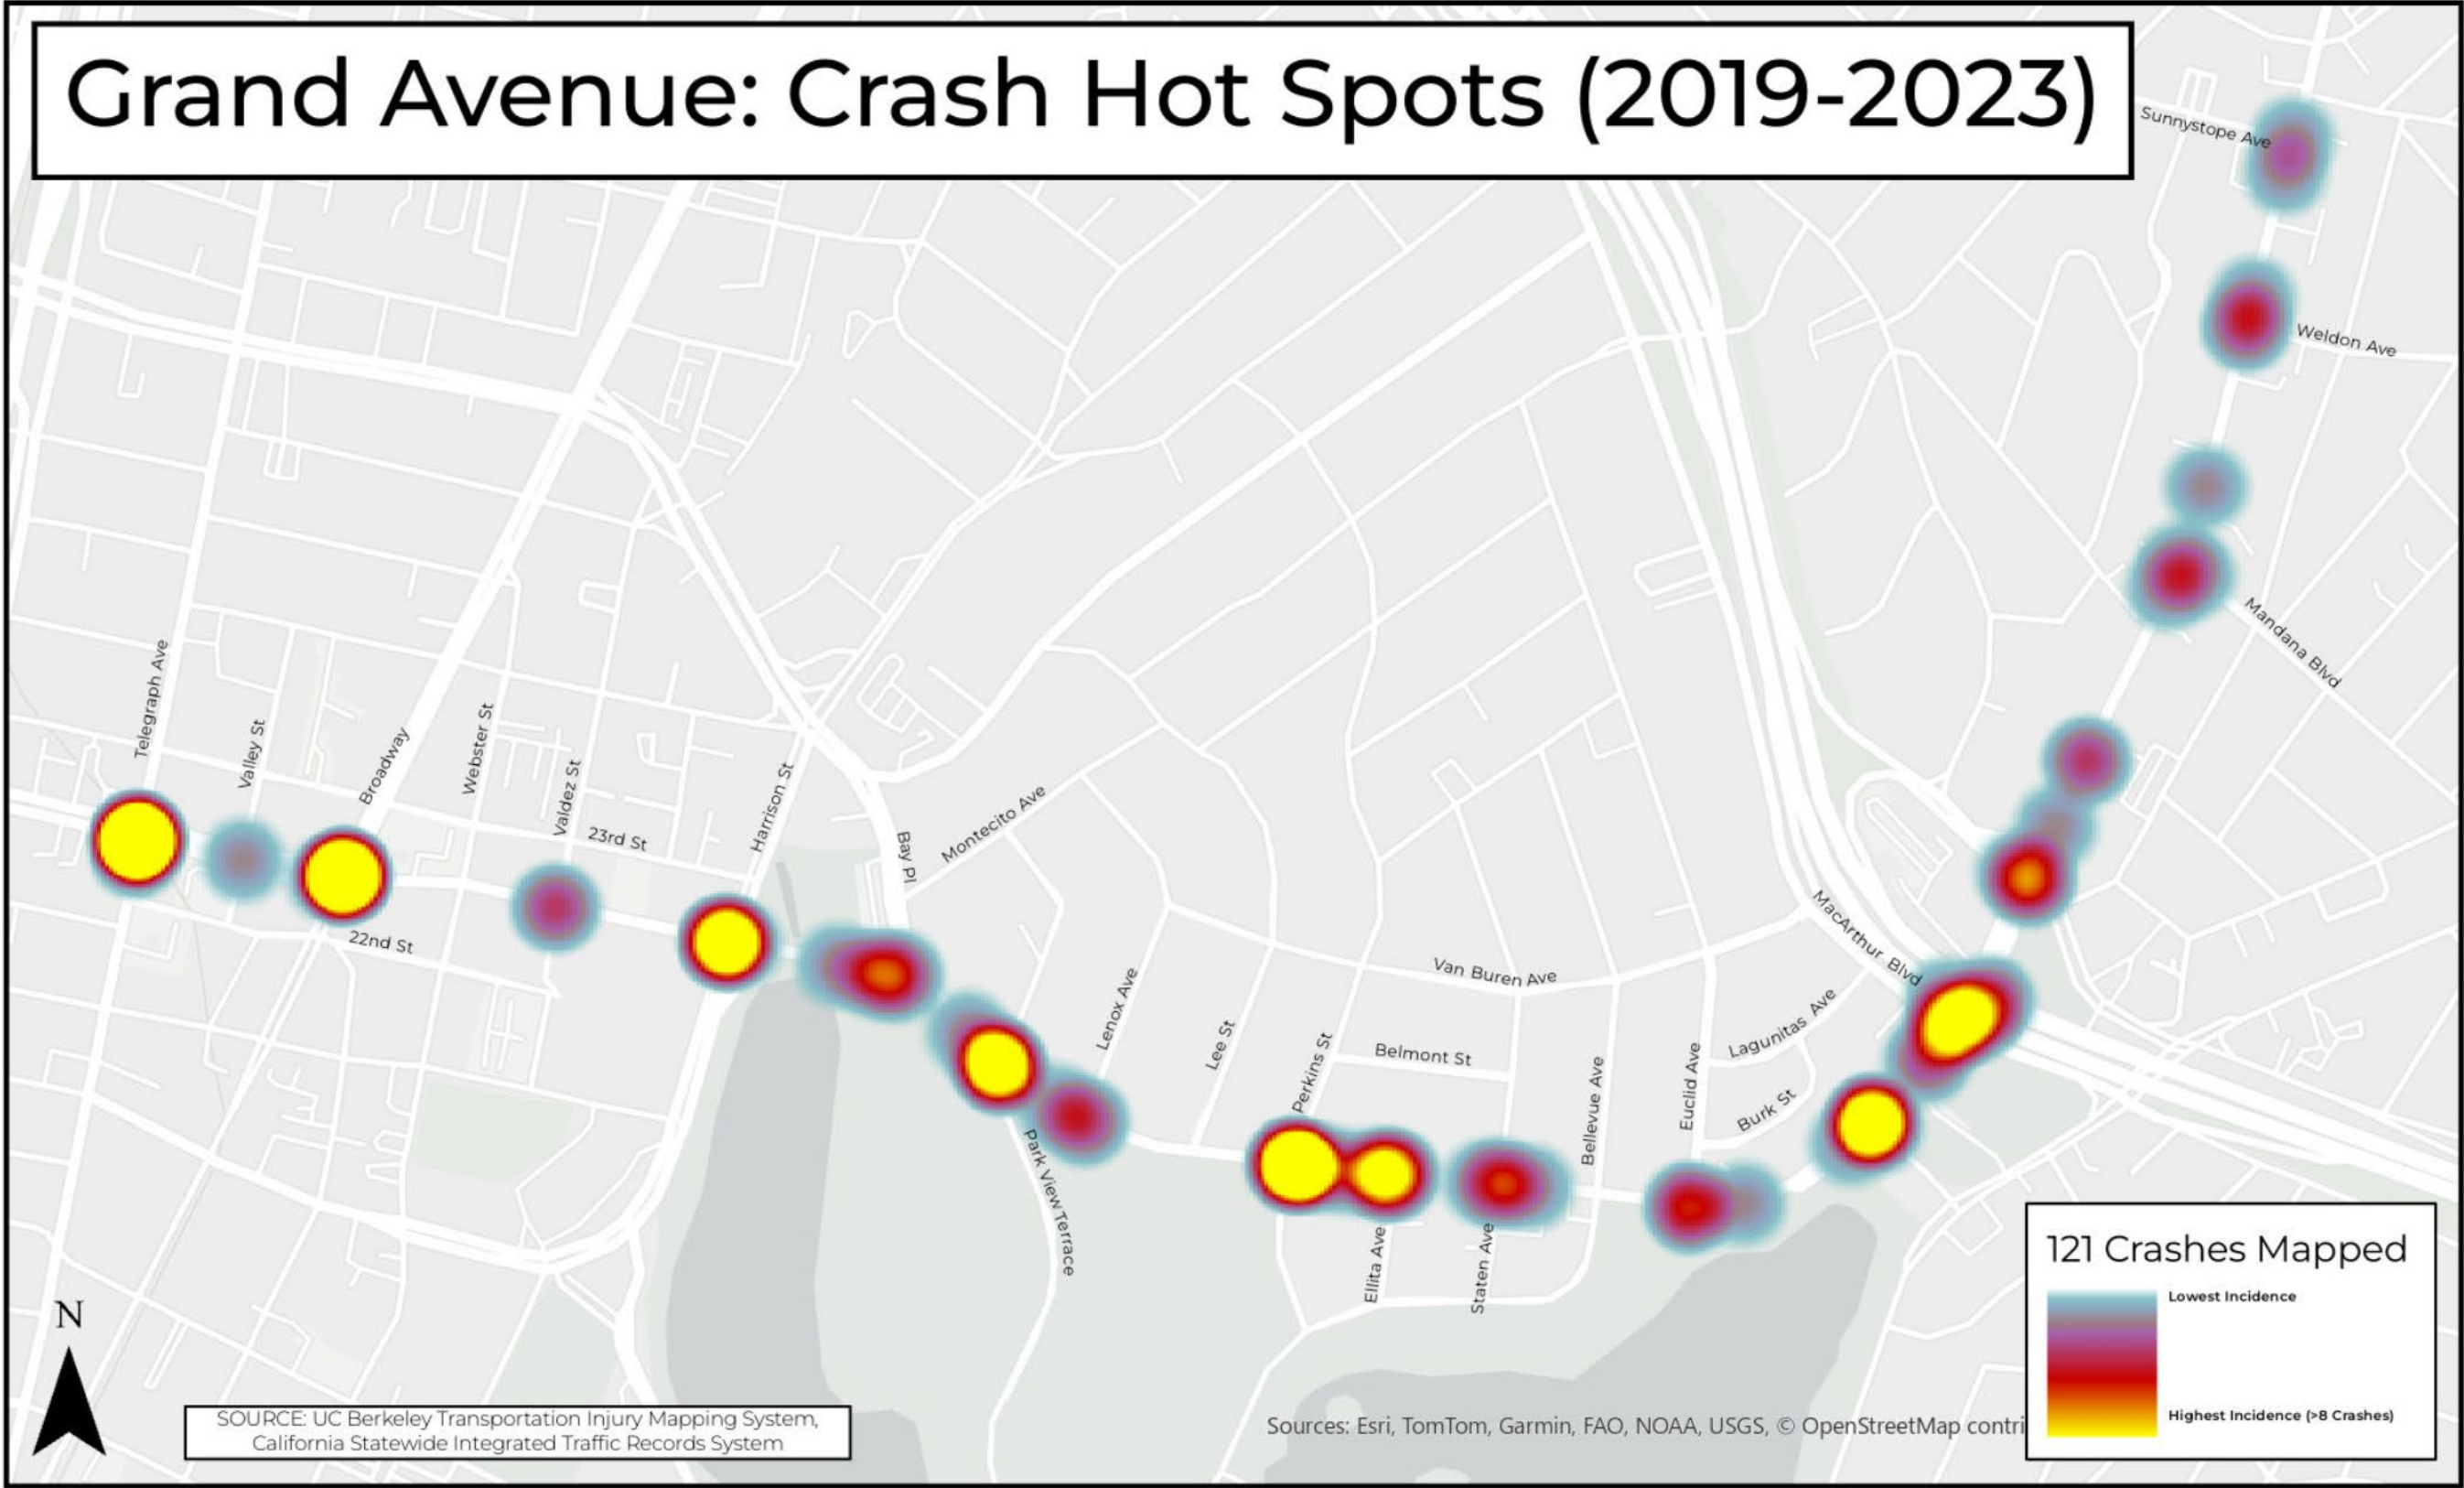 Grand Avenue: Crash Hot Spots (2019-2023)
Sunnystope Ave
Weldon Ave
Mandana Blvd
Telegraph Ave
Valley St
Broadway
Webster St
Valdez St
23rd St
Harrison St
Bay Pl
Montecito Ave
22nd St
MacArthur Blvd
Van Buren Ave
Lenox Ave
Lee St
Perkins St
Belmont St
Bellevue Ave
Euclid Ave
Lagunitas Ave
Burk St
Park View Terrace
Ellita Ave
Staten Ave
121 Crashes Mapped
Lowest Incidence
Highest Incidence (>8 Crashes)
N
SOURCE: UC Berkeley Transportation Injury Mapping System,
California Statewide Integrated Traffic Records System
Sources: Esri, TomTom, Garmin, FAO, NOAA, USGS, © OpenStreetMap contri